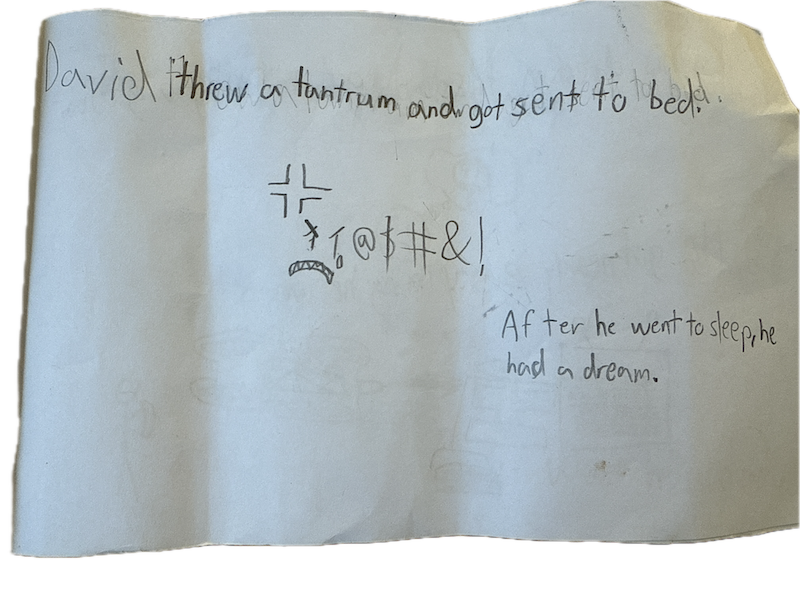 David threw a tantrum and got sent to bed.
%@$#&!
After he went to sleep, he
had a dream.